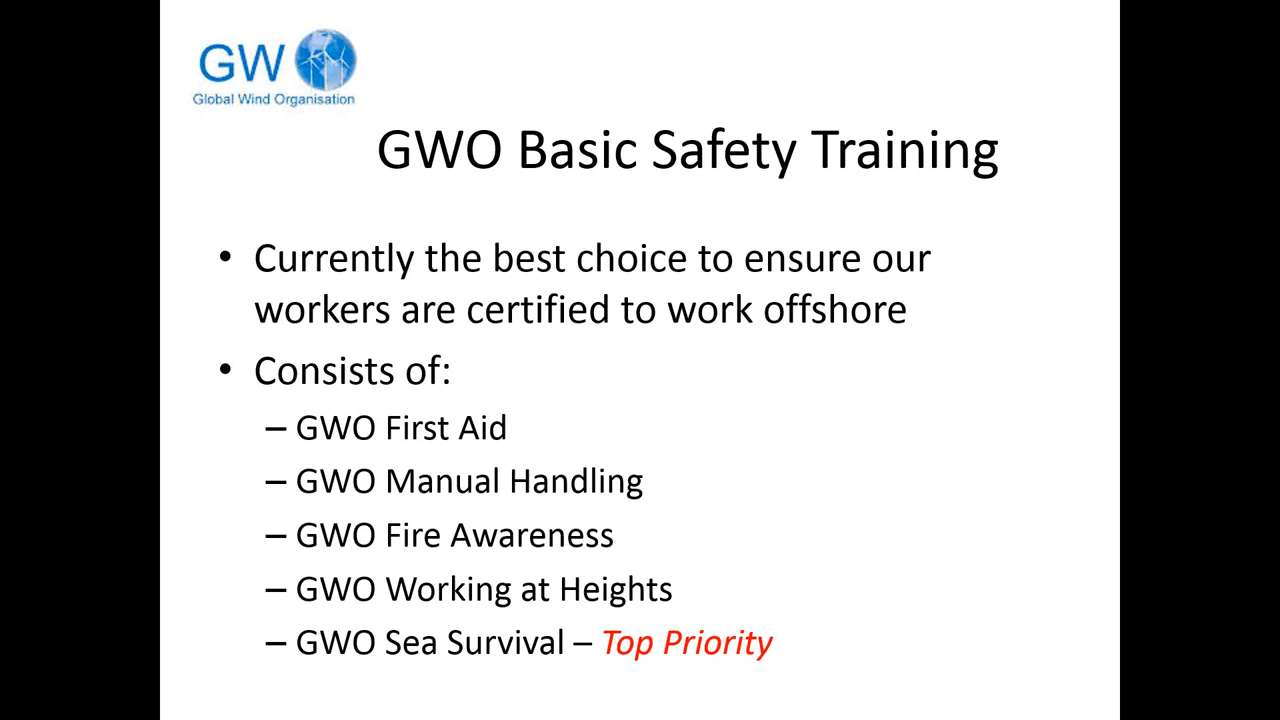 GW
Global Wind Organisation
GWO Basic Safety Training
• Currently the best choice to ensure our
workers are certified to work offshore
• Consists of:
– GWO First Aid
– GWO Manual Handling
– GWO Fire Awareness
– GWO Working at Heights
– GWO Sea Survival – Top Priority